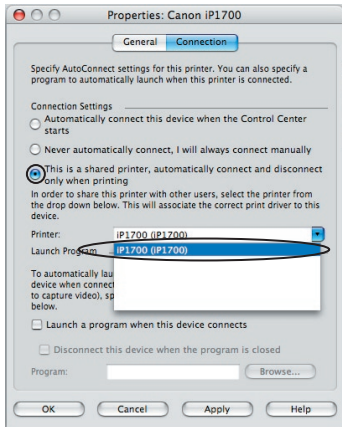 Properties: Canon iP1700
General Connection
Specify AutoConnect settings for this printer. You can also specify a
program to automatically launch when this printer is connected.
Connection Settings
Automatically connect this device when the Control Center
starts
Never automatically connect, I will always connect manually
This is a shared printer, automatically connect and disconnect
only when printing
In order to share this printer with other users, select the printer from
the drop down below. This will associate the correct print driver to this
device.
Printer: iP1700 (iP1700)
Launch Program iP1700 (iP1700)
To automatically lau
device when connect
to capture video), sp
below.
Launch a program when this device connects
Disconnect this device when the program is closed
Program: Browse...
OK Cancel Apply Help